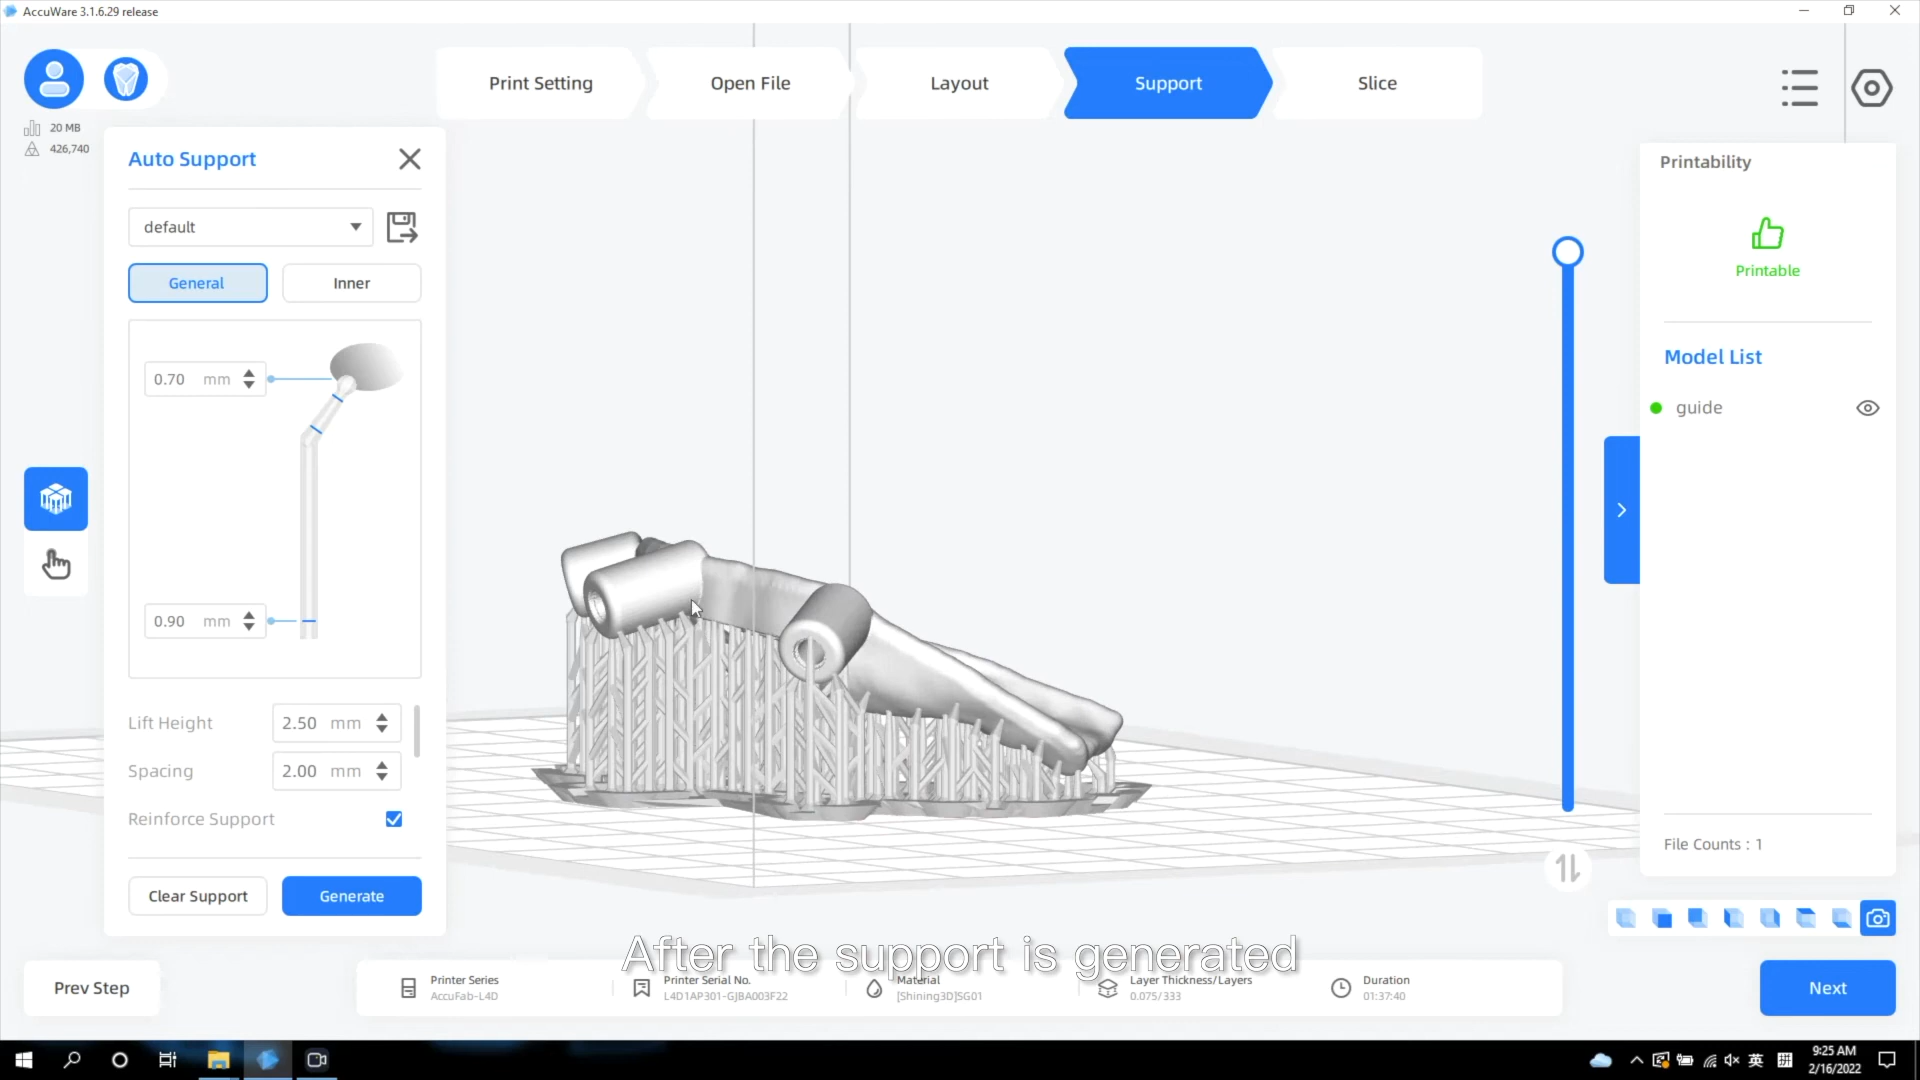 AccuWare 3.1.6.29 release
Print Setting
Open File
Layout
Support
Slice
20 MB
426,740
Auto Support
default
General
Inner
0.70 mm
0.90 mm
Lift Height 2.50 mm
Spacing 2.00 mm
Reinforce Support
Clear Support
Generate
Printability
Printable
Model List
guide
File Counts : 1
After the support is generated
Prev Step
Printer Series
AccuFab-L4D
Printer Serial No.
L4D1AP301-GJBA003F22
Material
[Shining3D]SG01
Layer Thickness/Layers
0.075/333
Duration
01:37:40
Next
英
拼
9:25 AM
2/16/2022